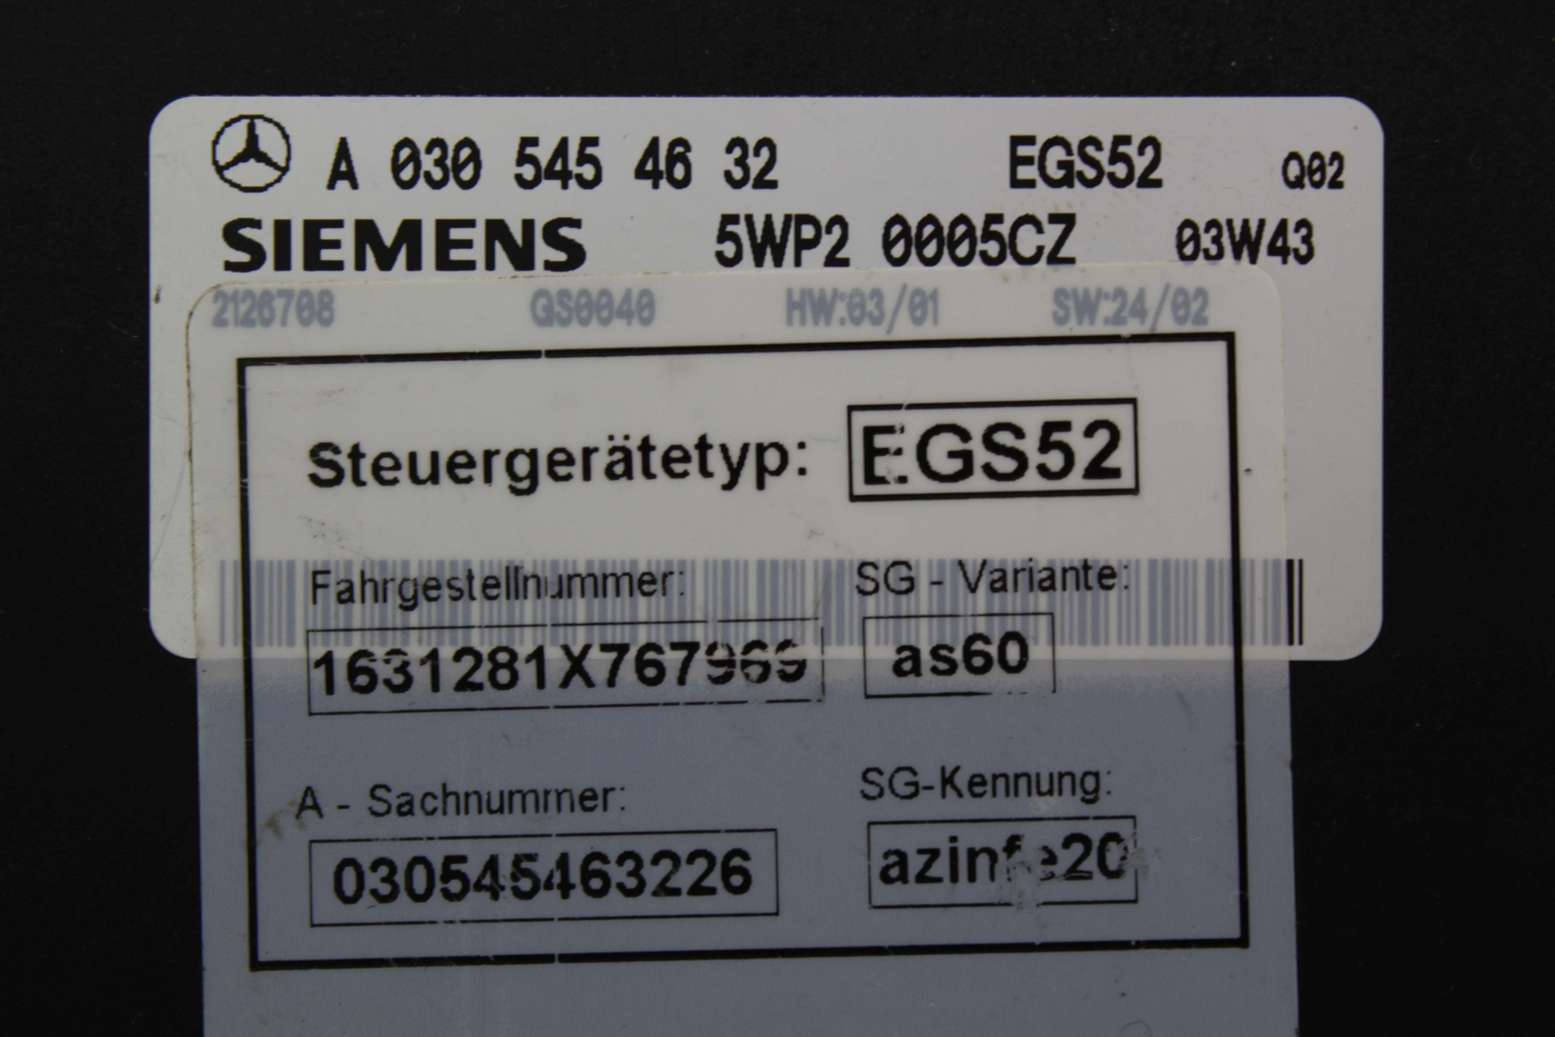 A 030 545 46 32 EGS52 Q02
SIEMENS 5WP2 0005CZ 03W43
2126708 GS0040 HW:03/01 SW:24/02
Steuergerätetyp: EGS52
Fahrgestellnummer: SG - Variante:
1631281X767969 as60
A - Sachnummer: SG-Kennung:
030545463226 azinfe20